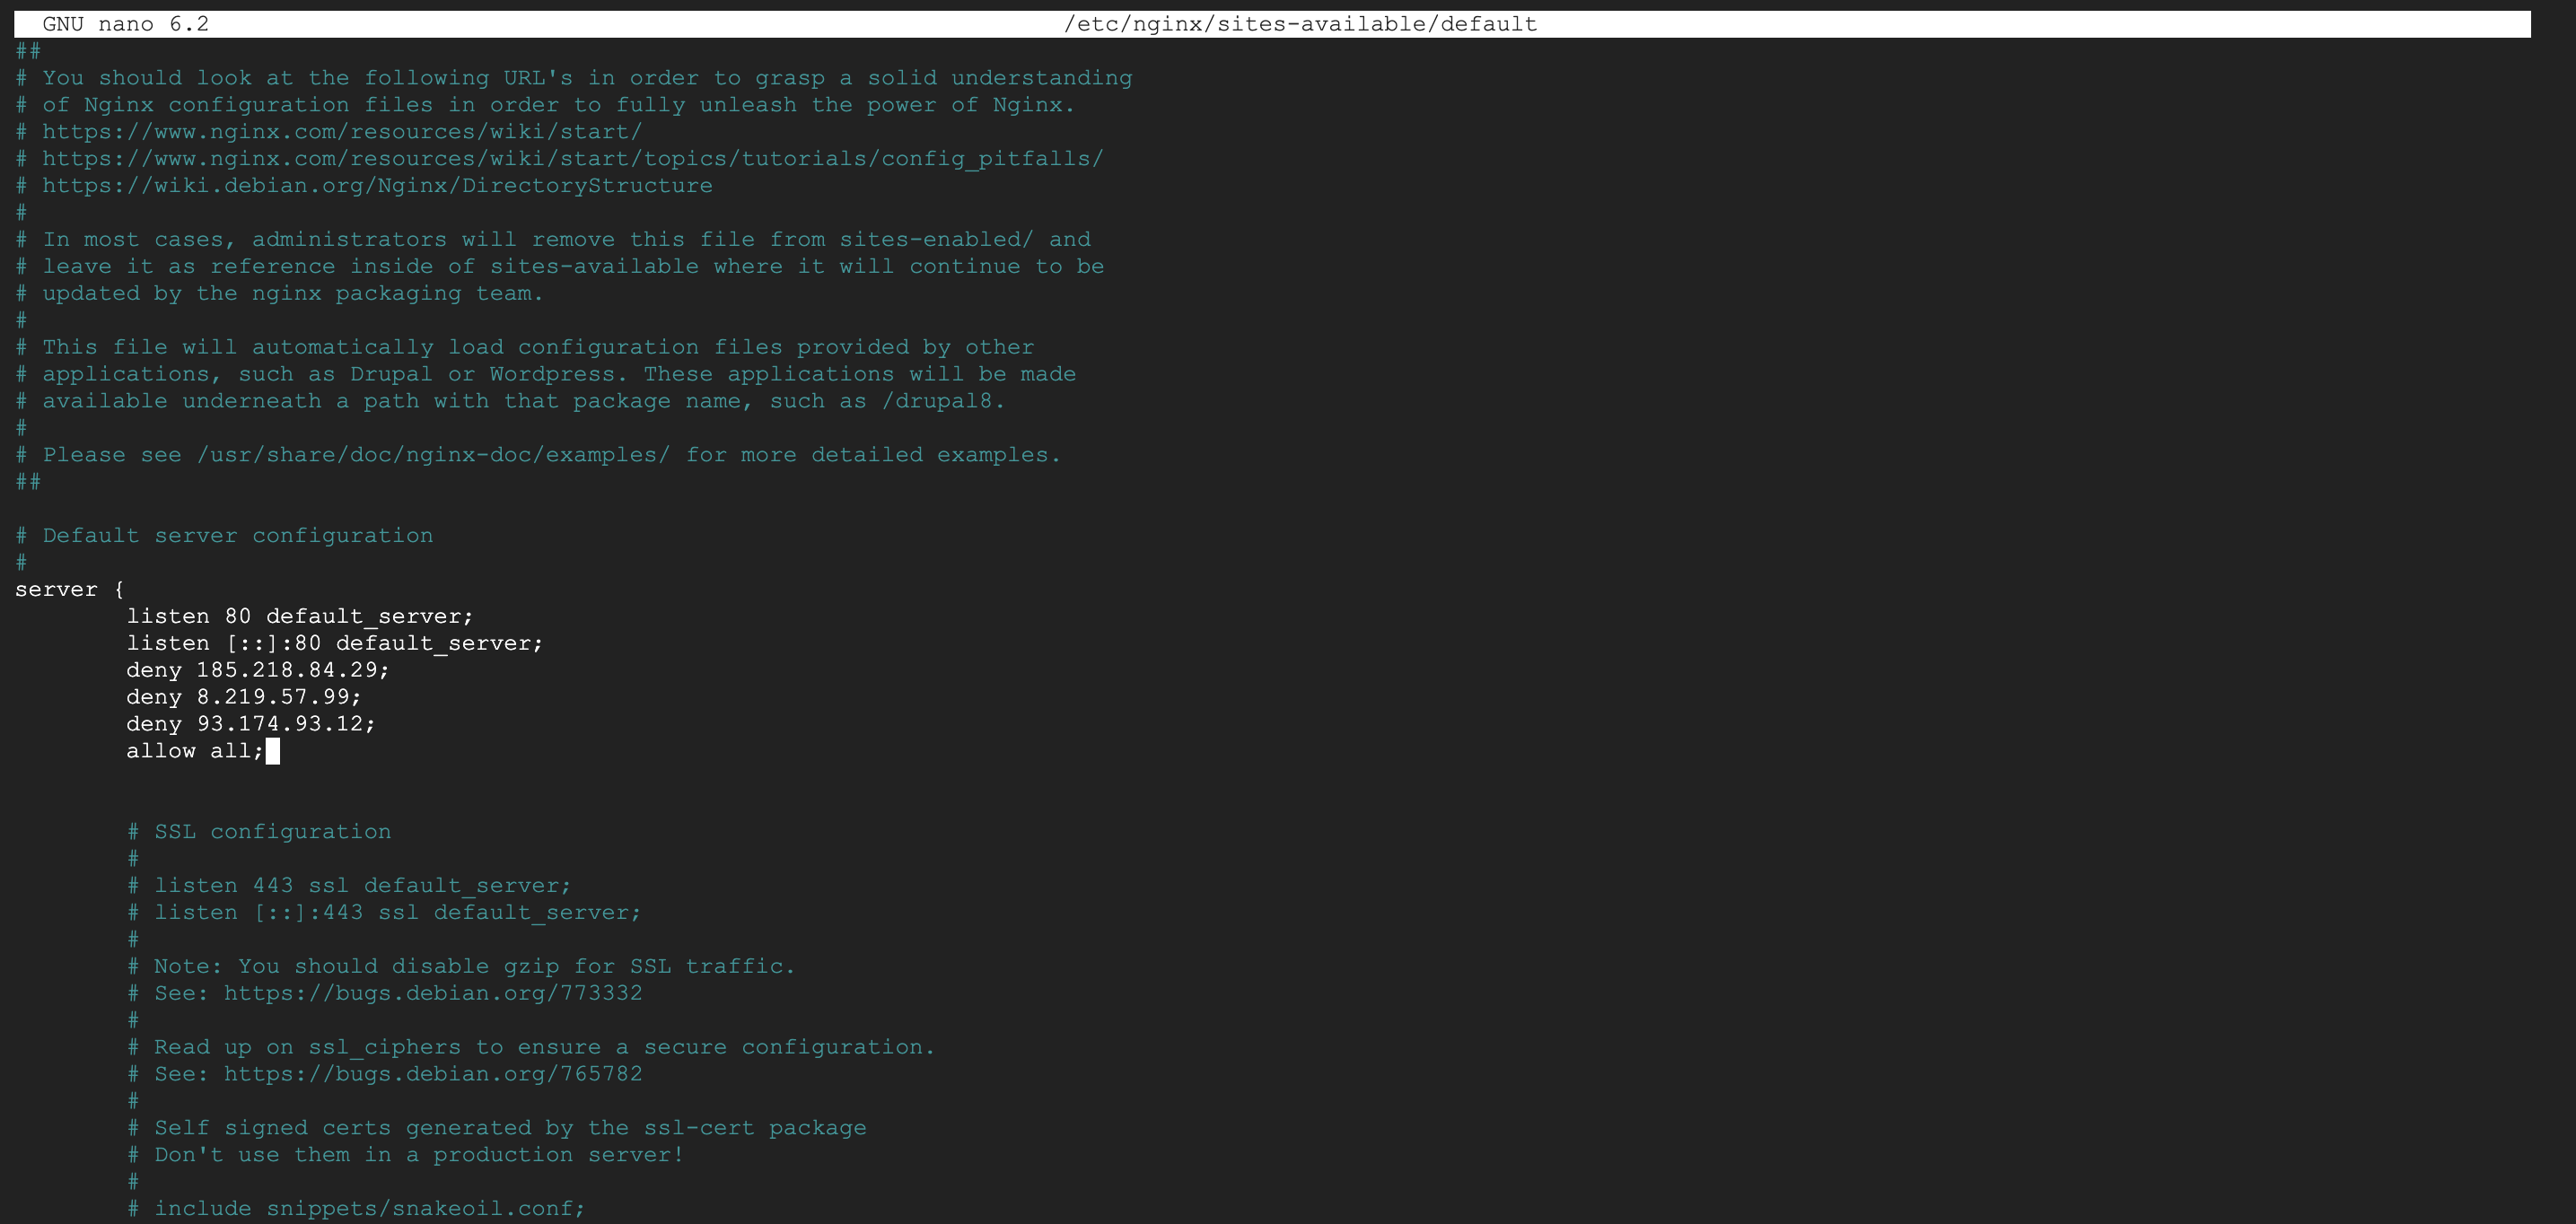 GNU nano 6.2 /etc/nginx/sites-available/default
##
# You should look at the following URL's in order to grasp a solid understanding
# of Nginx configuration files in order to fully unleash the power of Nginx.
# https://www.nginx.com/resources/wiki/start/
# https://www.nginx.com/resources/wiki/start/topics/tutorials/config_pitfalls/
# https://wiki.debian.org/Nginx/DirectoryStructure
#
# In most cases, administrators will remove this file from sites-enabled/ and
# leave it as reference inside of sites-available where it will continue to be
# updated by the nginx packaging team.
#
# This file will automatically load configuration files provided by other
# applications, such as Drupal or Wordpress. These applications will be made
# available underneath a path with that package name, such as /drupal8.
#
# Please see /usr/share/doc/nginx-doc/examples/ for more detailed examples.
##

# Default server configuration
#
server {
        listen 80 default_server;
        listen [::]:80 default_server;
        deny 185.218.84.29;
        deny 8.219.57.99;
        deny 93.174.93.12;
        allow all;

        # SSL configuration
        #
        # listen 443 ssl default_server;
        # listen [::]:443 ssl default_server;
        #
        # Note: You should disable gzip for SSL traffic.
        # See: https://bugs.debian.org/773332
        #
        # Read up on ssl_ciphers to ensure a secure configuration.
        # See: https://bugs.debian.org/765782
        #
        # Self signed certs generated by the ssl-cert package
        # Don't use them in a production server!
        #
        # include snippets/snakeoil.conf;